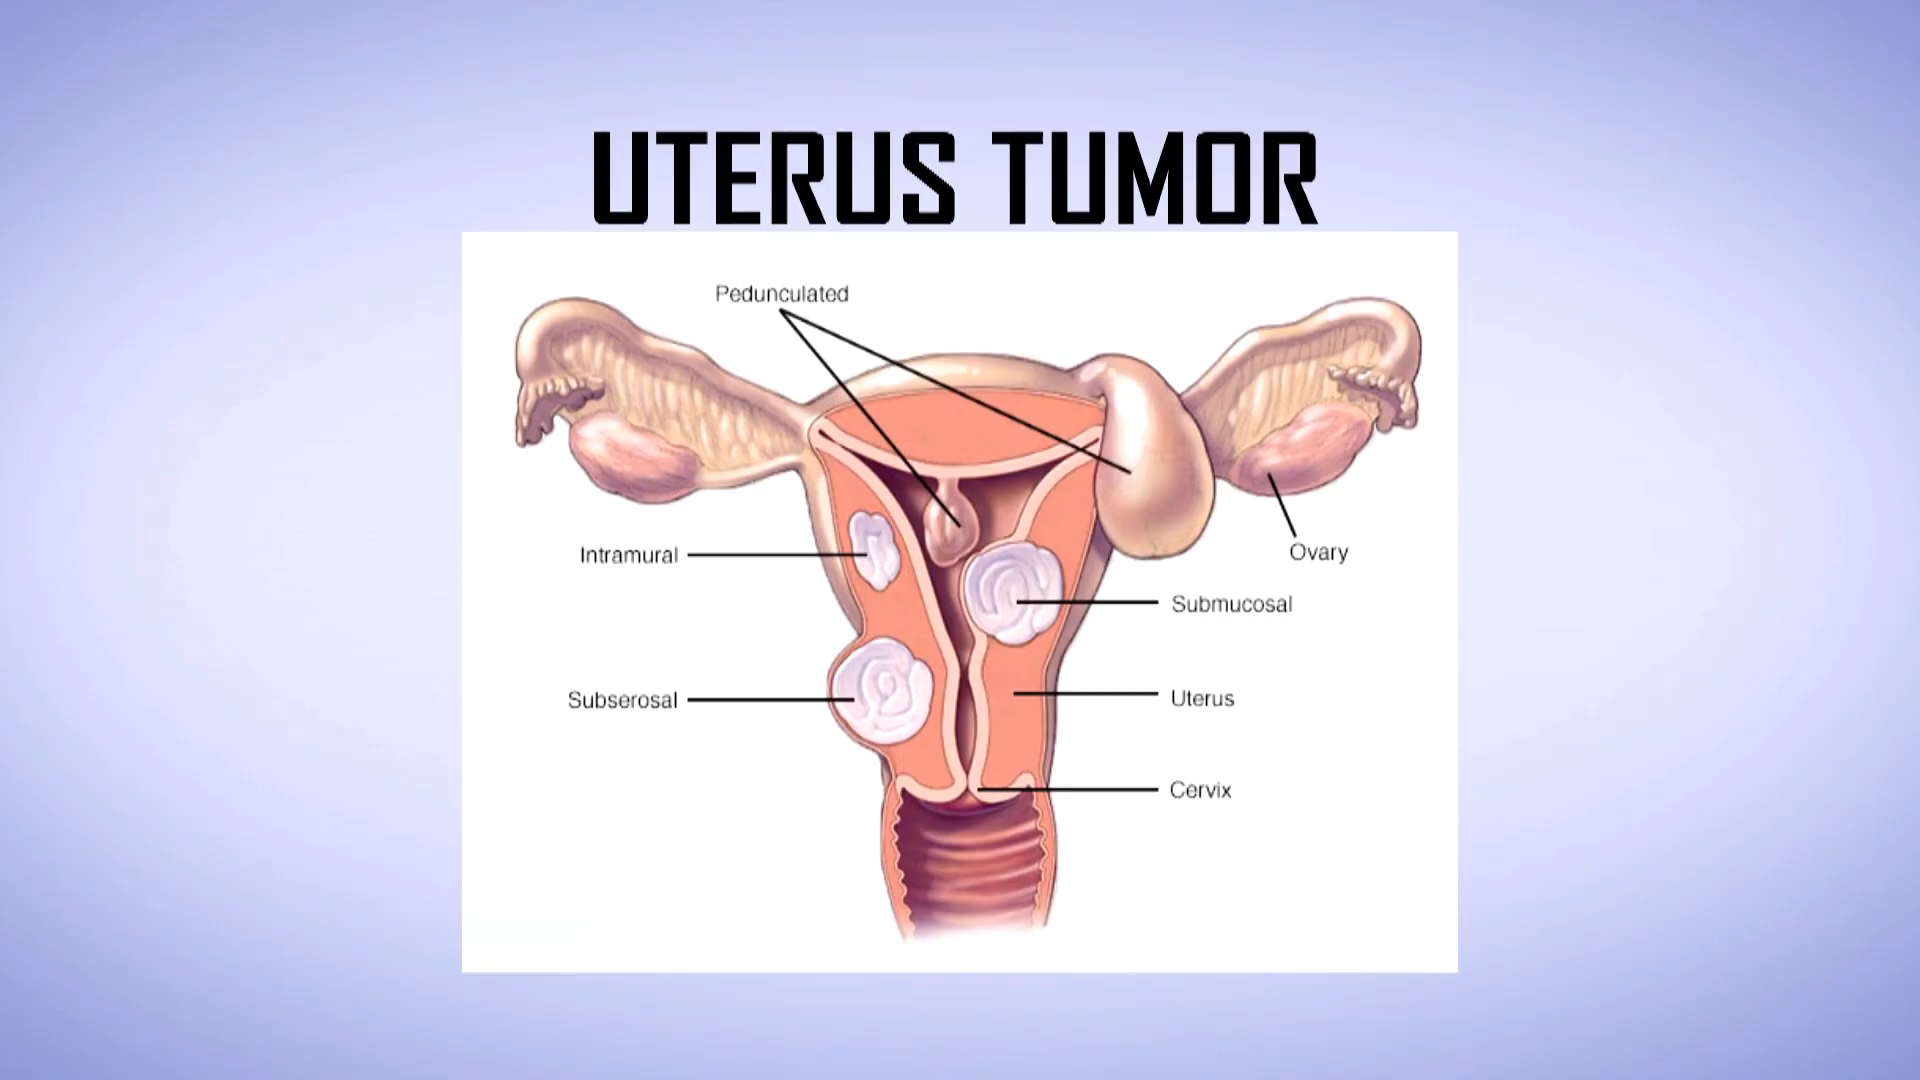 UTERUS TUMOR
Pedunculated
Intramural
Ovary
Submucosal
Subserosal
Uterus
Cervix